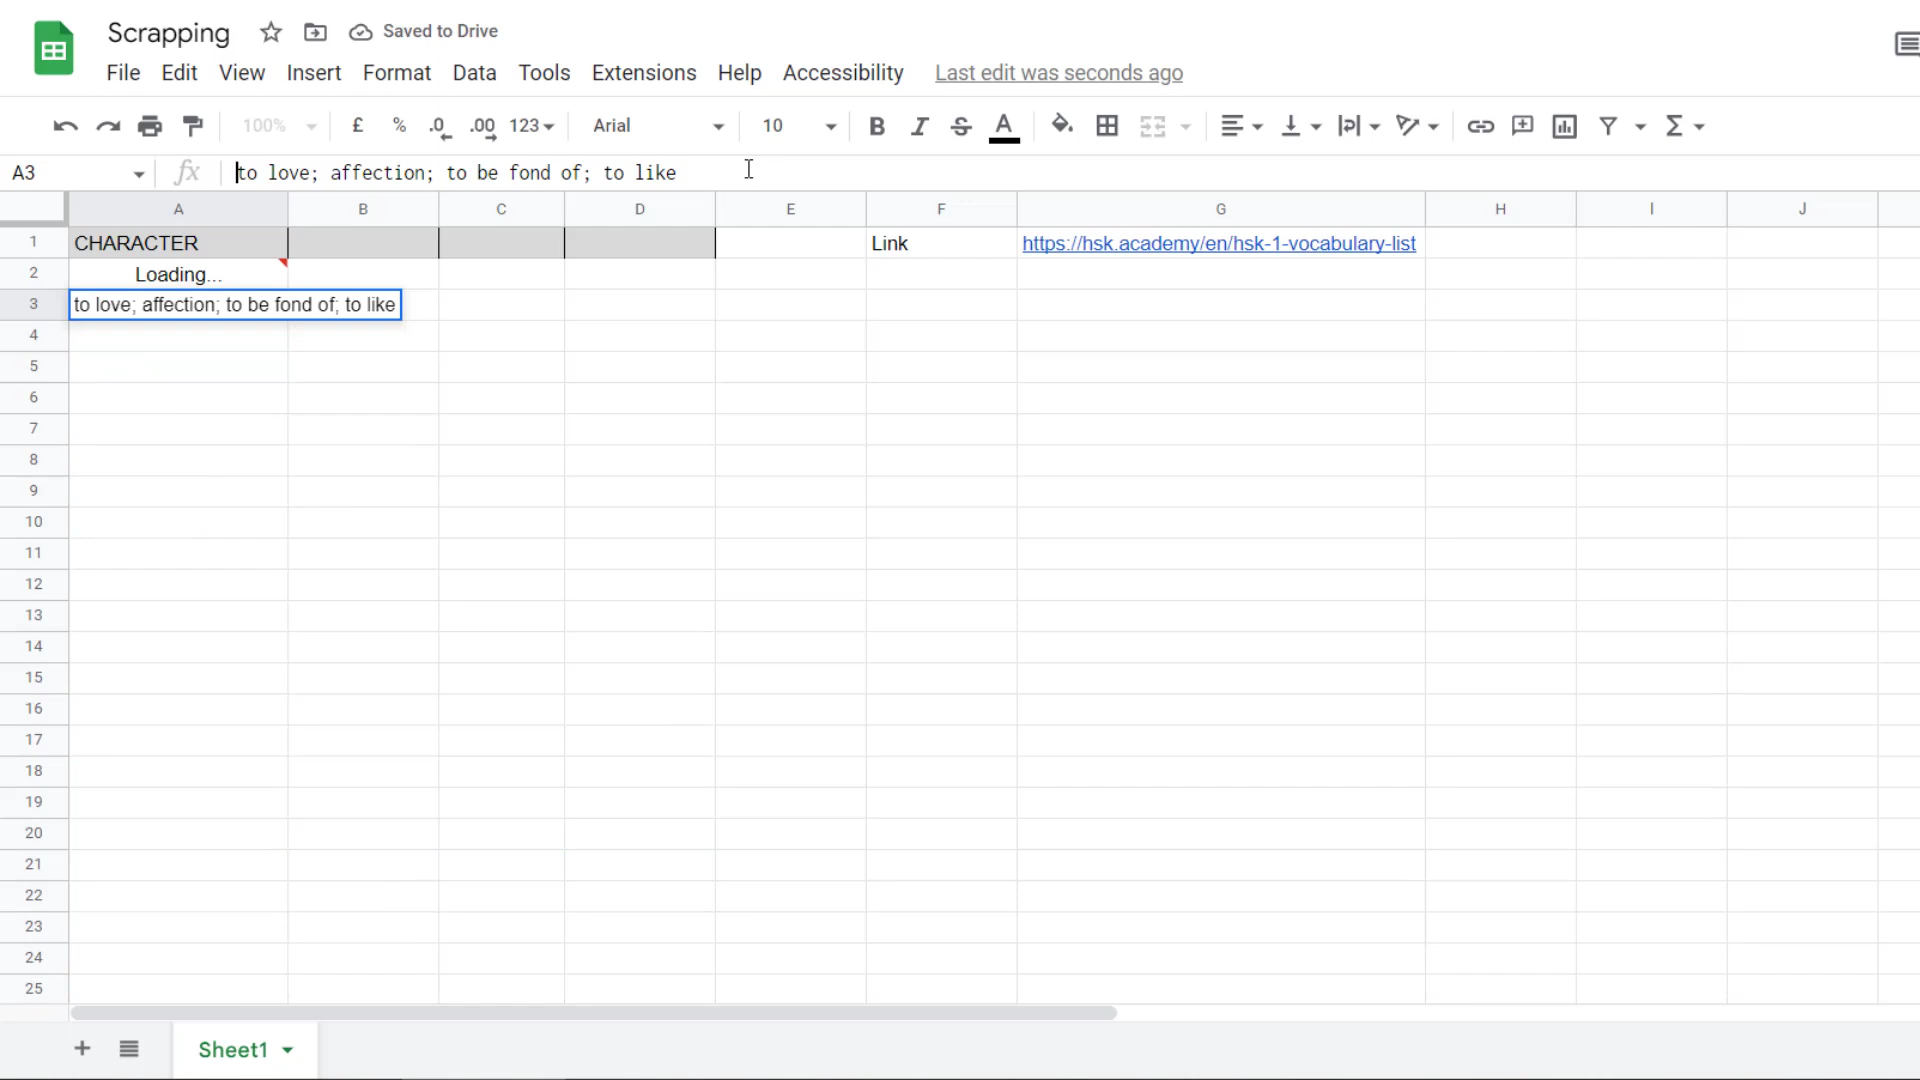 Scrapping Saved to Drive
File Edit View Insert Format Data Tools Extensions Help Accessibility Last edit was seconds ago
100% £ % .0 .00 123 Arial 10 B I S A Σ
A3 fx to love; affection; to be fond of; to like
A B C D E F G H I J
1 CHARACTER Link https://hsk.academy/en/hsk-1-vocabulary-list
2 Loading...
3 to love; affection; to be fond of; to like
4
5
6
7
8
9
10
11
12
13
14
15
16
17
18
19
20
21
22
23
24
25
+ Sheet1